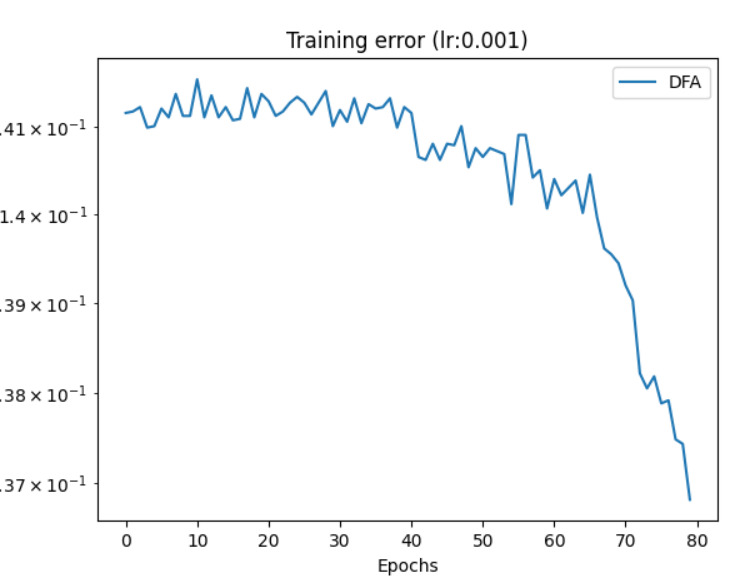 Training error (lr:0.001)
DFA
.41 × 10⁻¹
1.4 × 10⁻¹
.39 × 10⁻¹
.38 × 10⁻¹
.37 × 10⁻¹
0 10 20 30 40 50 60 70 80
Epochs